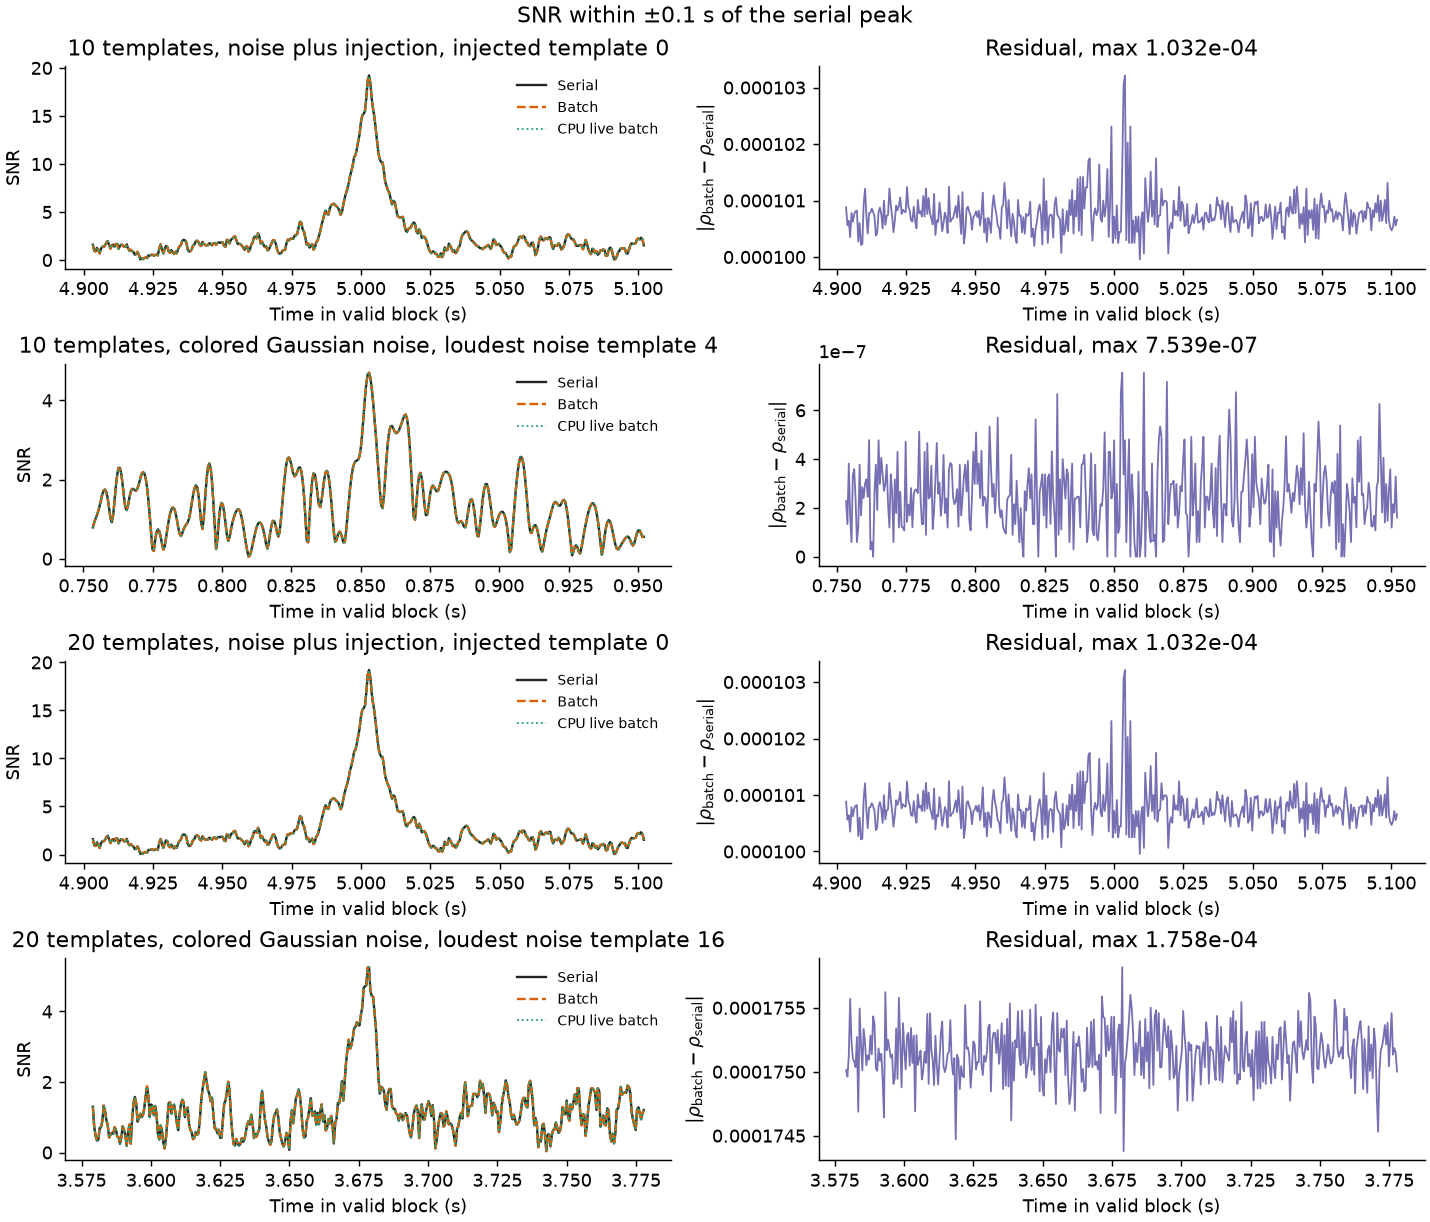 SNR within ±0.1 s of the serial peak
10 templates, noise plus injection, injected template 0
SNR
20
15
10
5
0
Serial
Batch
CPU live batch
4.900 4.925 4.950 4.975 5.000 5.025 5.050 5.075 5.100
Time in valid block (s)
Residual, max 1.032e-04
|ρbatch − ρserial|
0.000103
0.000102
0.000101
0.000100
4.900 4.925 4.950 4.975 5.000 5.025 5.050 5.075 5.100
Time in valid block (s)
10 templates, colored Gaussian noise, loudest noise template 4
SNR
4
2
0
Serial
Batch
CPU live batch
0.750 0.775 0.800 0.825 0.850 0.875 0.900 0.925 0.950
Time in valid block (s)
1e−7
Residual, max 7.539e-07
|ρbatch − ρserial|
6
4
2
0
0.750 0.775 0.800 0.825 0.850 0.875 0.900 0.925 0.950
Time in valid block (s)
20 templates, noise plus injection, injected template 0
SNR
20
15
10
5
0
Serial
Batch
CPU live batch
4.900 4.925 4.950 4.975 5.000 5.025 5.050 5.075 5.100
Time in valid block (s)
Residual, max 1.032e-04
|ρbatch − ρserial|
0.000103
0.000102
0.000101
0.000100
4.900 4.925 4.950 4.975 5.000 5.025 5.050 5.075 5.100
Time in valid block (s)
20 templates, colored Gaussian noise, loudest noise template 16
SNR
4
2
0
Serial
Batch
CPU live batch
3.575 3.600 3.625 3.650 3.675 3.700 3.725 3.750 3.775
Time in valid block (s)
Residual, max 1.758e-04
|ρbatch − ρserial|
0.0001755
0.0001750
0.0001745
3.575 3.600 3.625 3.650 3.675 3.700 3.725 3.750 3.775
Time in valid block (s)